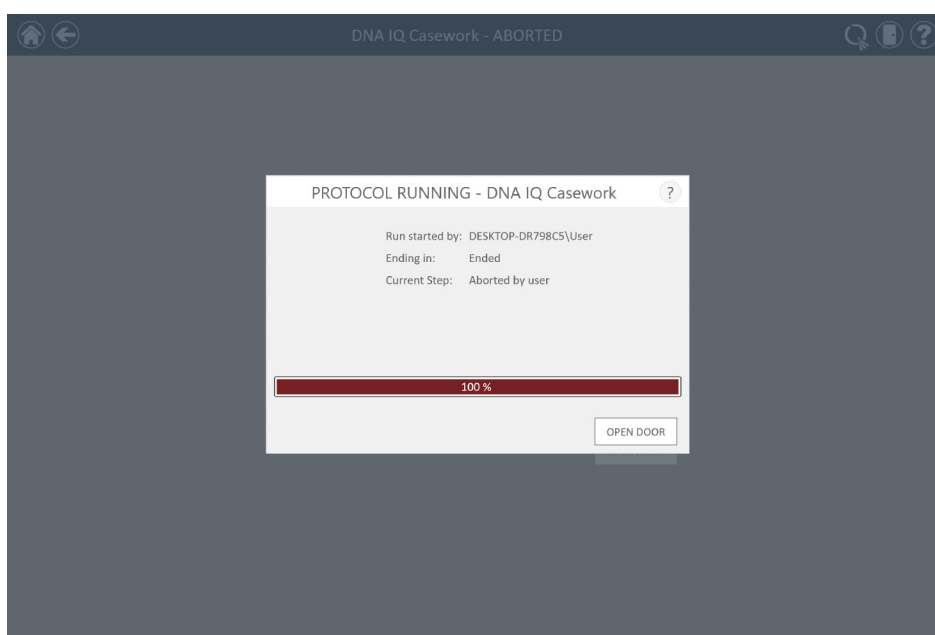 DNA IQ Casework - ABORTED
?
PROTOCOL RUNNING - DNA IQ Casework ?
Run started by: DESKTOP-DR798C5\User
Ending in: Ended
Current Step: Aborted by user
100 %
OPEN DOOR